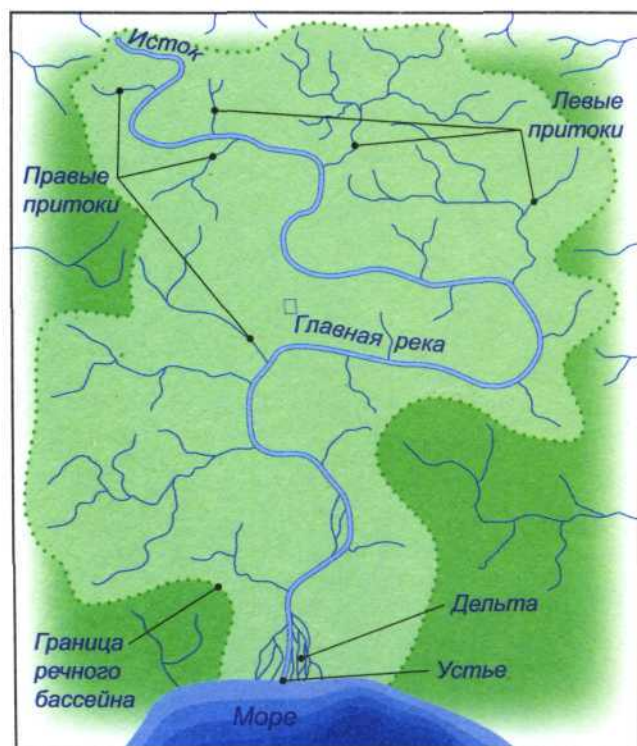 Исток
Левые
притоки
Правые
притоки
Главная река
Дельта
Граница
речного
бассейна
Устье
Море